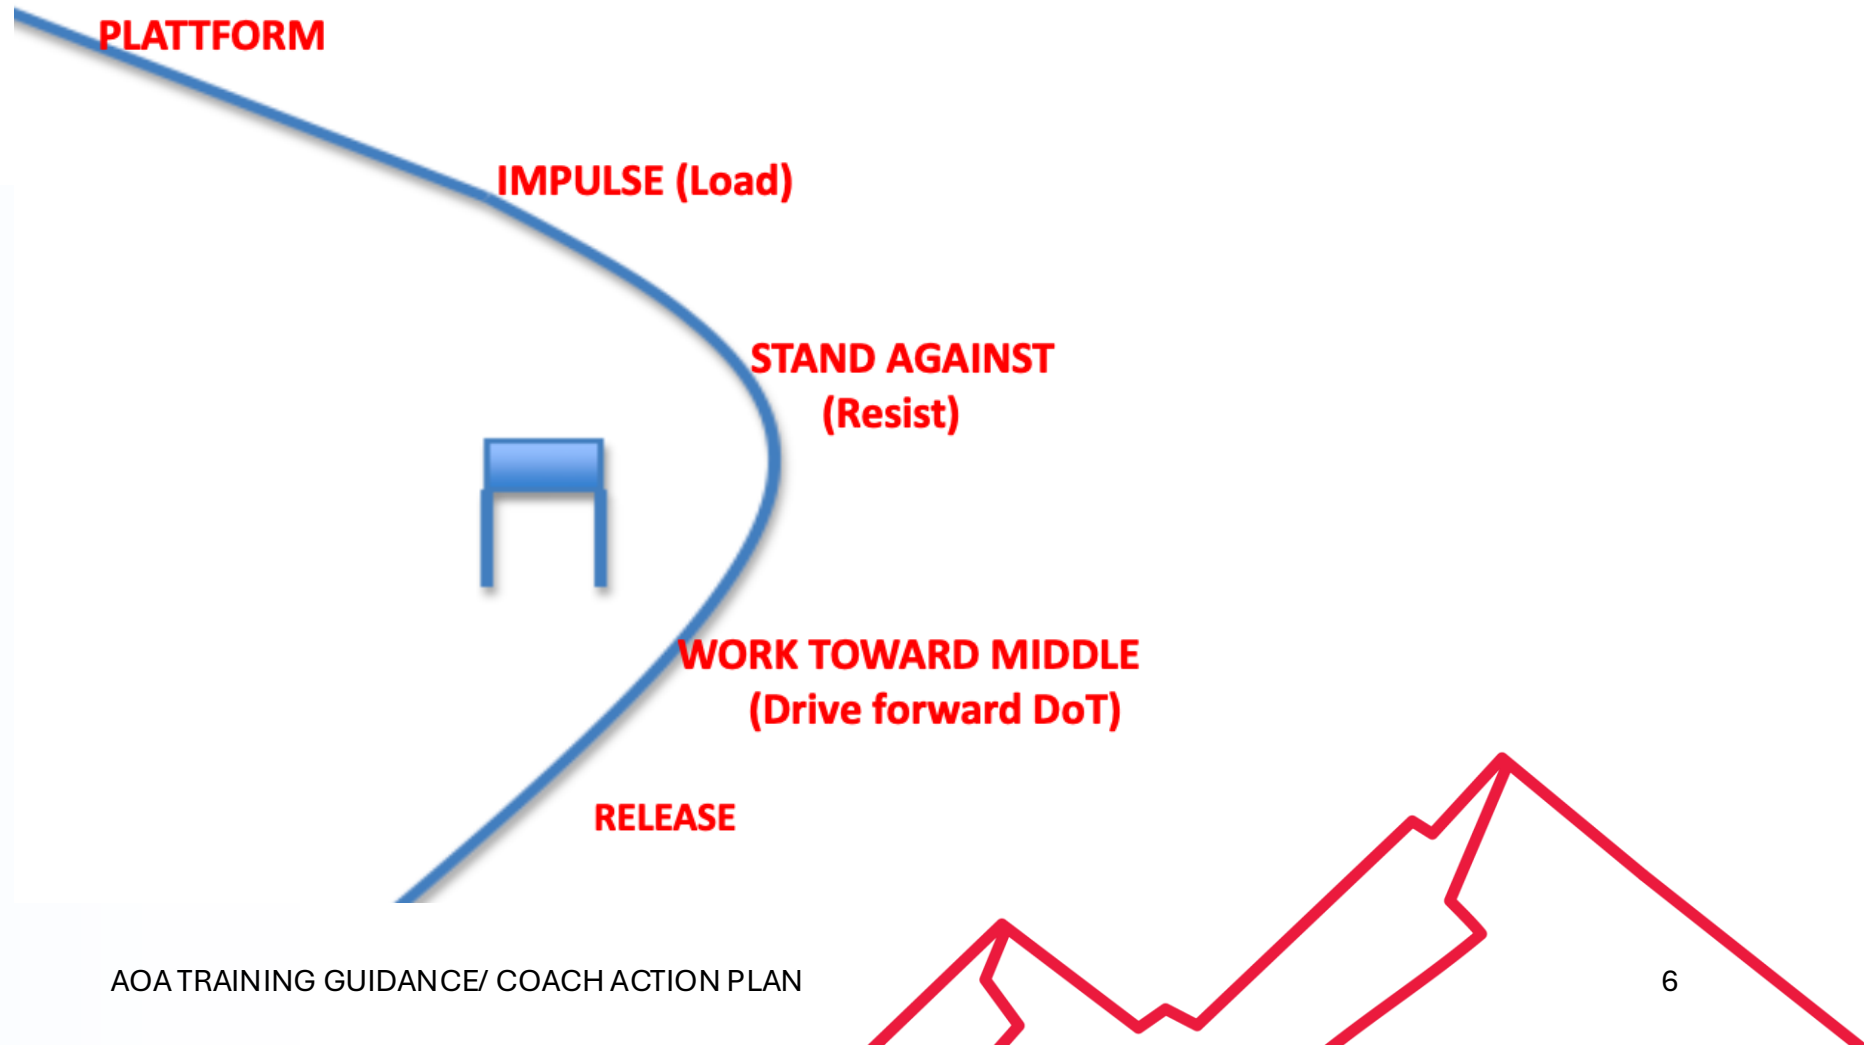 PLATTFORM
IMPULSE (Load)
STAND AGAINST
(Resist)
WORK TOWARD MIDDLE
(Drive forward DoT)
RELEASE
AOA TRAINING GUIDANCE/ COACH ACTION PLAN
6